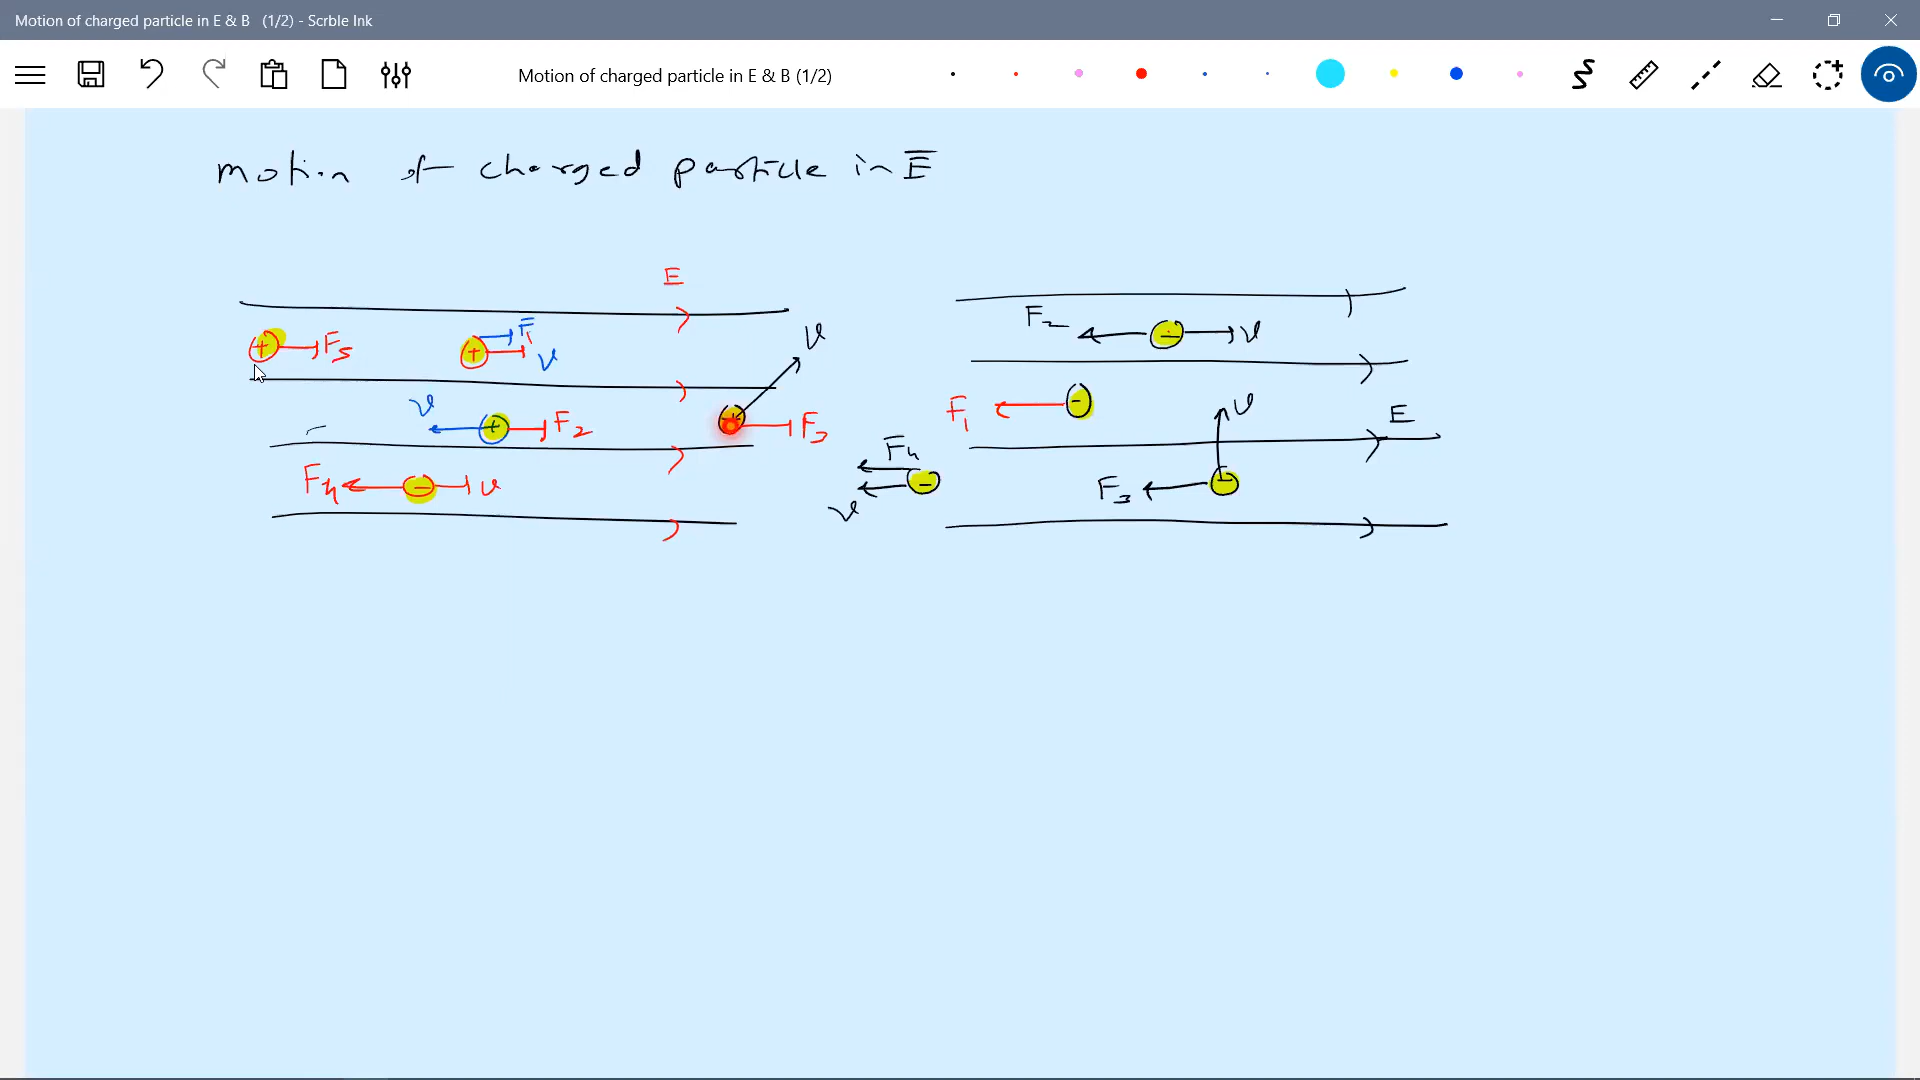 Motion of charged particle in E & B (1/2) - Scrble Ink
Motion of charged particle in E & B (1/2)
motion of charged particle in E̅
E
+ F5
+ F1
v
v
F2 - v
v + F2
+ F3
F1 -
v
E
F4 - v
F4
v -
F3 -